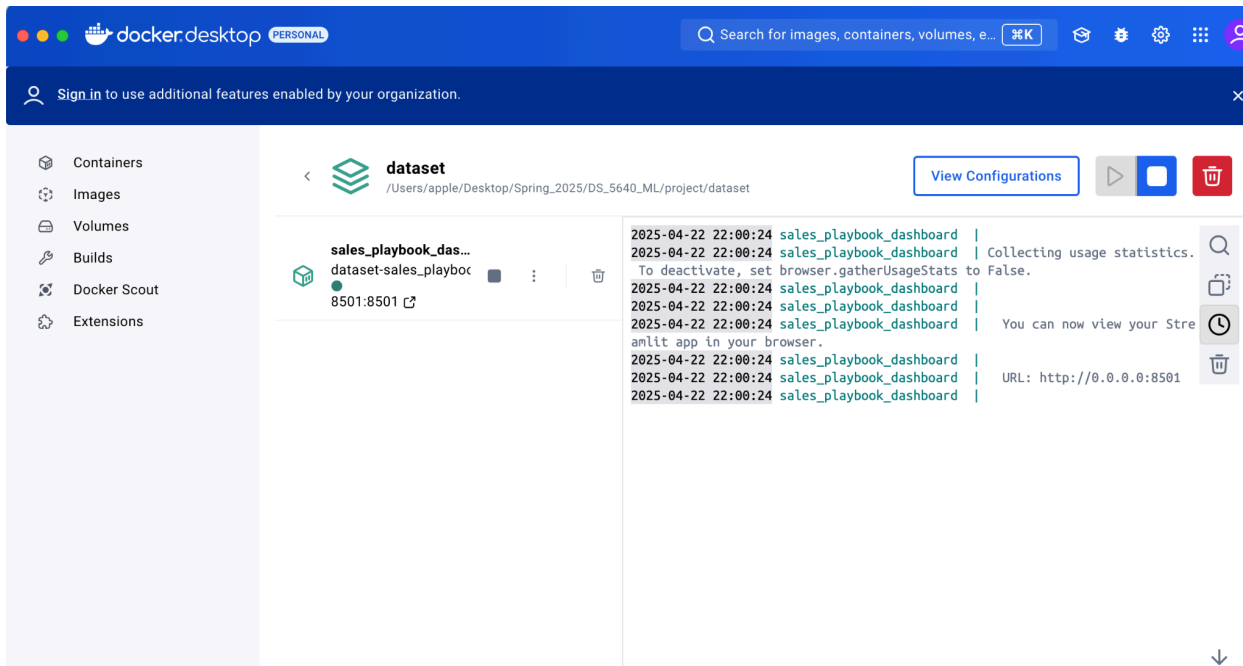 docker.desktop PERSONAL
Search for images, containers, volumes, e... ⌘K
Sign in to use additional features enabled by your organization.
Containers
Images
Volumes
Builds
Docker Scout
Extensions
dataset
/Users/apple/Desktop/Spring_2025/DS_5640_ML/project/dataset
View Configurations
sales_playbook_das...
dataset-sales_playboo
8501:8501
2025-04-22 22:00:24 sales_playbook_dashboard |
2025-04-22 22:00:24 sales_playbook_dashboard | Collecting usage statistics.
To deactivate, set browser.gatherUsageStats to False.
2025-04-22 22:00:24 sales_playbook_dashboard |
2025-04-22 22:00:24 sales_playbook_dashboard |
2025-04-22 22:00:24 sales_playbook_dashboard | You can now view your Stre
amlit app in your browser.
2025-04-22 22:00:24 sales_playbook_dashboard |
2025-04-22 22:00:24 sales_playbook_dashboard | URL: http://0.0.0.0:8501
2025-04-22 22:00:24 sales_playbook_dashboard |